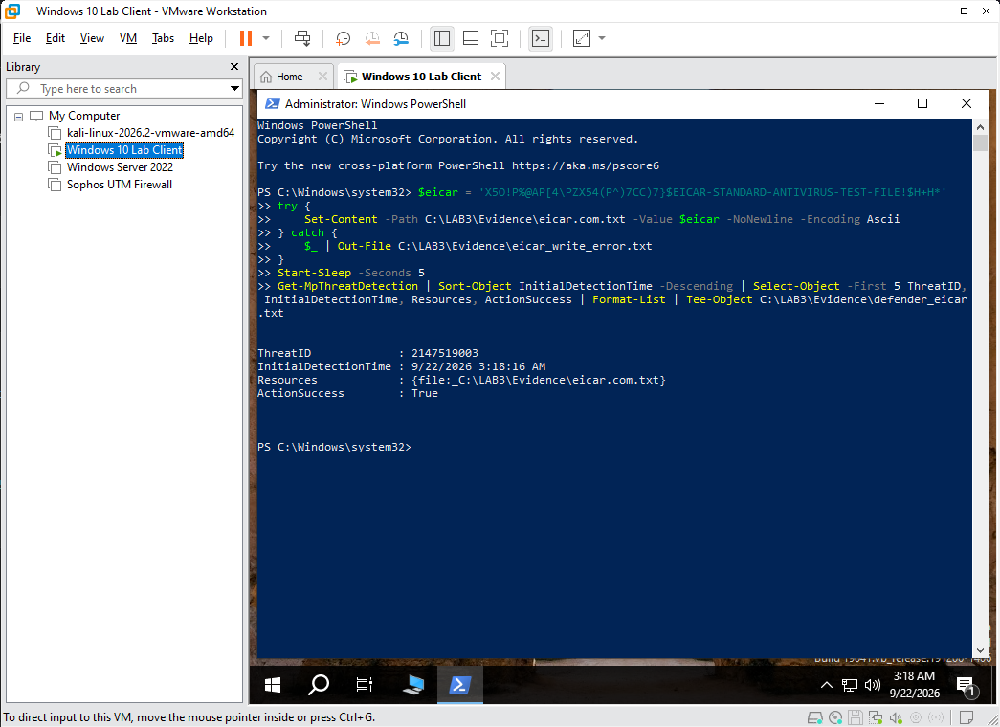 Windows 10 Lab Client - VMware Workstation
File Edit View VM Tabs Help
Library
Type here to search
My Computer
kali-linux-2026.2-vmware-amd64
Windows 10 Lab Client
Windows Server 2022
Sophos UTM Firewall
Home
Windows 10 Lab Client
Administrator: Windows PowerShell
Windows PowerShell
Copyright (C) Microsoft Corporation. All rights reserved.
Try the new cross-platform PowerShell https://aka.ms/pscore6
PS C:\Windows\system32> $eicar = 'X5O!P%@AP[4\PZX54(P^)7CC)7}$EICAR-STANDARD-ANTIVIRUS-TEST-FILE!$H+H*'
>> try {
>>     Set-Content -Path C:\LAB3\Evidence\eicar.com.txt -Value $eicar -NoNewline -Encoding Ascii
>> } catch {
>>     $_ | Out-File C:\LAB3\Evidence\eicar_write_error.txt
>> }
>> Start-Sleep -Seconds 5
>> Get-MpThreatDetection | Sort-Object InitialDetectionTime -Descending | Select-Object -First 5 ThreatID,
InitialDetectionTime, Resources, ActionSuccess | Format-List | Tee-Object C:\LAB3\Evidence\defender_eicar
.txt
ThreatID             : 2147519003
InitialDetectionTime : 9/22/2026 3:18:16 AM
Resources            : {file:_C:\LAB3\Evidence\eicar.com.txt}
ActionSuccess        : True
PS C:\Windows\system32>
3:18 AM
9/22/2026
1
To direct input to this VM, move the mouse pointer inside or press Ctrl+G.